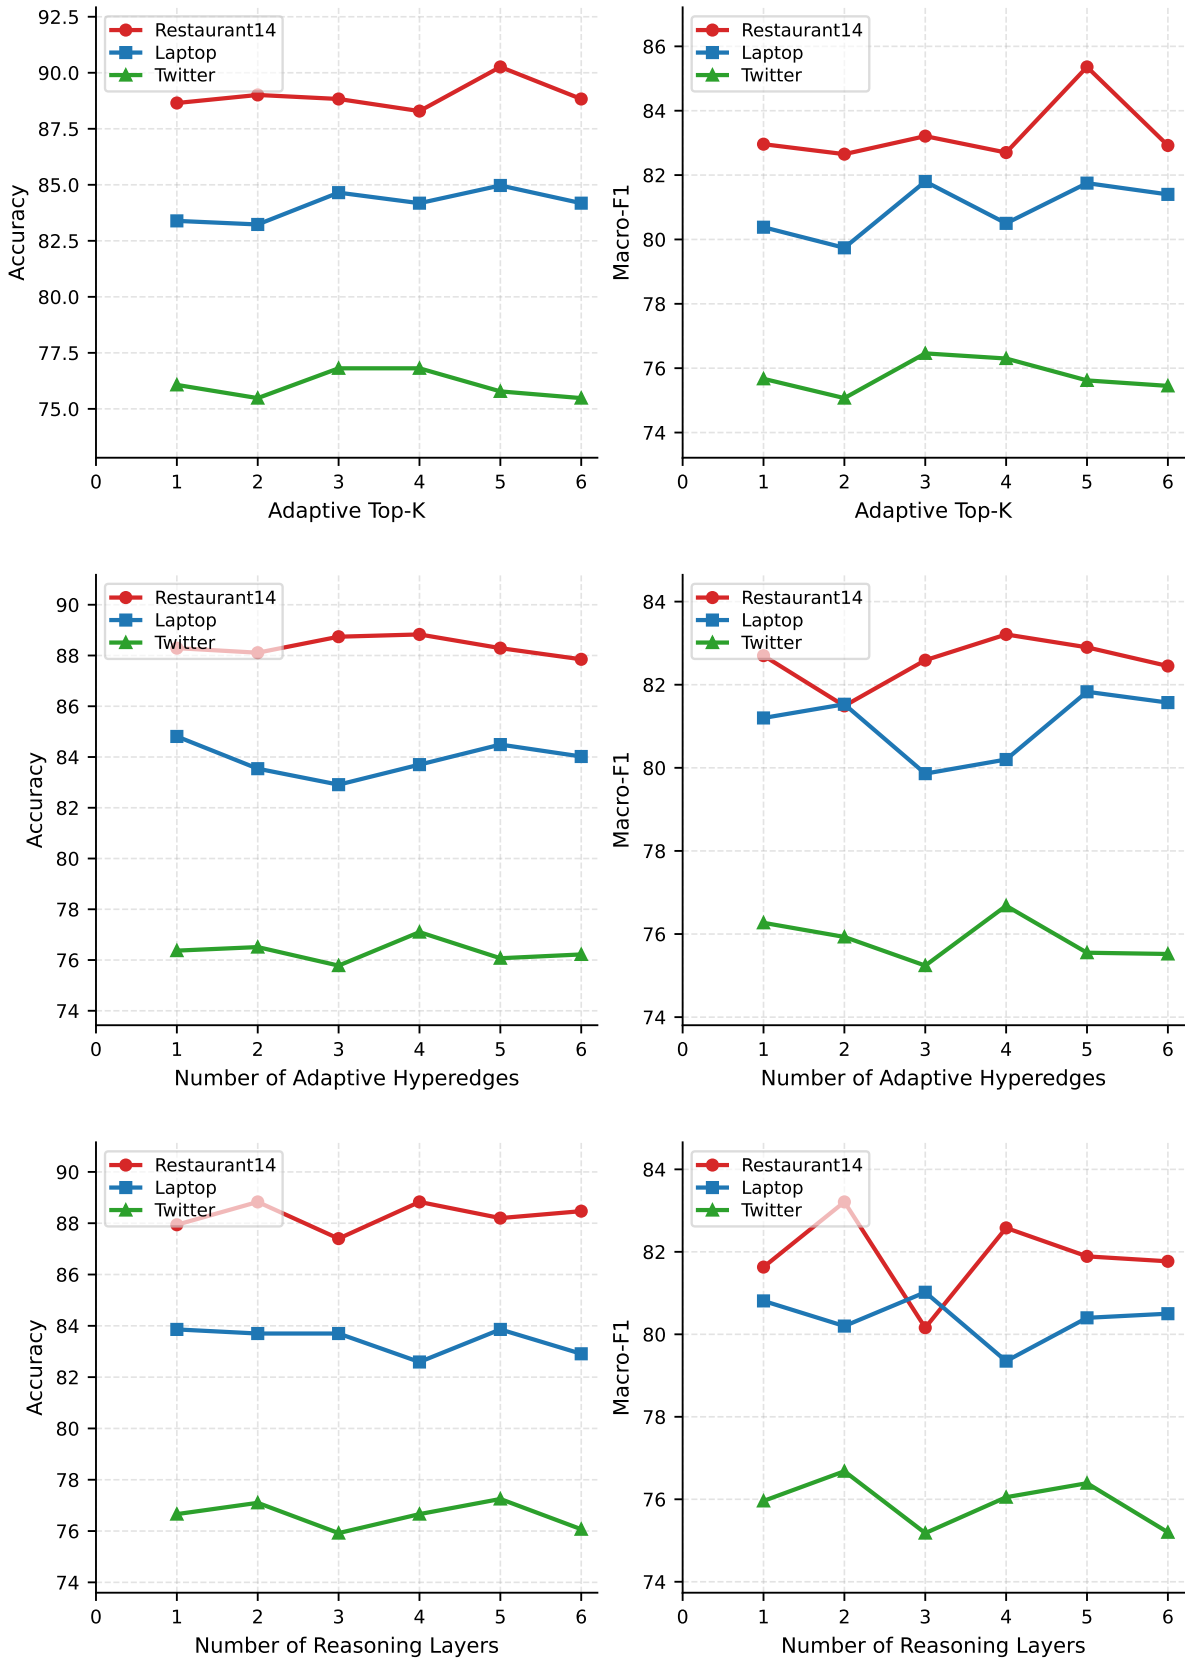 92.5
90.0
87.5
85.0
82.5
80.0
77.5
75.0
Accuracy
Restaurant14
Laptop
Twitter
0 1 2 3 4 5 6
Adaptive Top-K
86
84
82
80
78
76
74
Macro-F1
Restaurant14
Laptop
Twitter
0 1 2 3 4 5 6
Adaptive Top-K
90
88
86
84
82
80
78
76
74
Accuracy
Restaurant14
Laptop
Twitter
0 1 2 3 4 5 6
Number of Adaptive Hyperedges
84
82
80
78
76
74
Macro-F1
Restaurant14
Laptop
Twitter
0 1 2 3 4 5 6
Number of Adaptive Hyperedges
90
88
86
84
82
80
78
76
74
Accuracy
Restaurant14
Laptop
Twitter
0 1 2 3 4 5 6
Number of Reasoning Layers
84
82
80
78
76
74
Macro-F1
Restaurant14
Laptop
Twitter
0 1 2 3 4 5 6
Number of Reasoning Layers